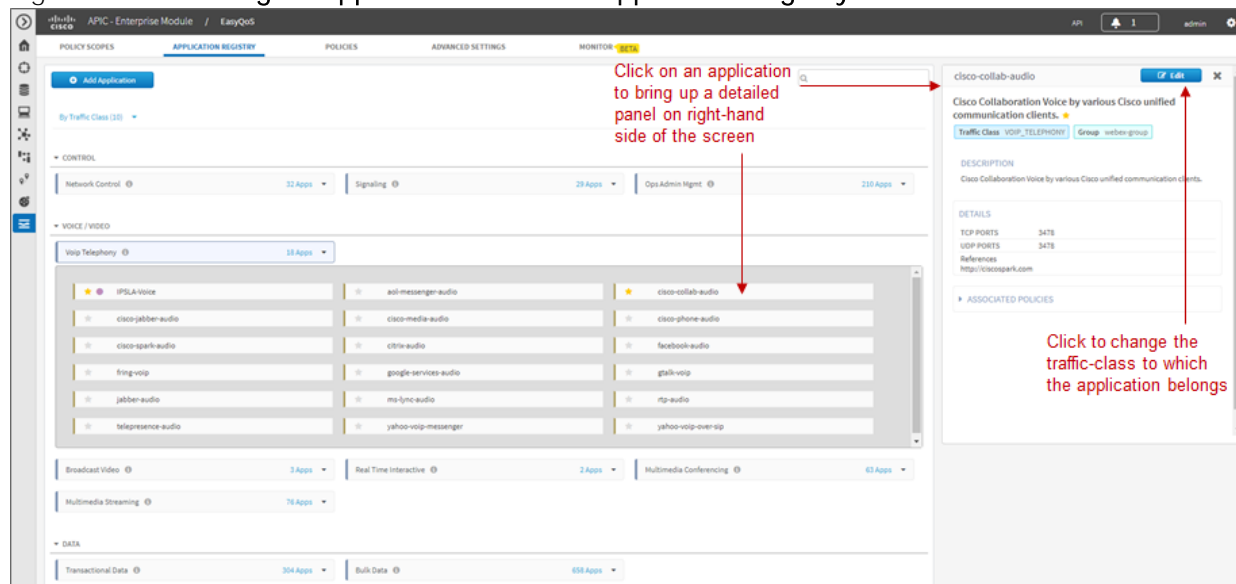 cisco APIC - Enterprise Module / EasyQoS
API 1 admin
POLICY SCOPES APPLICATION REGISTRY POLICIES ADVANCED SETTINGS MONITOR BETA
Add Application
Click on an application
to bring up a detailed
panel on right-hand
side of the screen
By Traffic Class (10)
CONTROL
Network Control 32 Apps Signaling 29 Apps Ops Admin Mgmt 210 Apps
VOICE / VIDEO
Voip Telephony 18 Apps
IPSLA-Voice aol-messenger-audio cisco-collab-audio
cisco-jabber-audio cisco-media-audio cisco-phone-audio
cisco-spark-audio citrix-audio facebook-audio
fring-voip google-services-audio gtalk-voip
jabber-audio ms-lync-audio rtp-audio
telepresence-audio yahoo-voip-messenger yahoo-voip-over-sip
Broadcast Video 3 Apps Real Time Interactive 2 Apps Multimedia Conferencing 63 Apps
Multimedia Streaming 76 Apps
DATA
Transactional Data 304 Apps Bulk Data 658 Apps
cisco-collab-audio Edit
Cisco Collaboration Voice by various Cisco unified
communication clients.
Traffic Class VOIP_TELEPHONY Group webex-group
DESCRIPTION
Cisco Collaboration Voice by various Cisco unified communication clients.
DETAILS
TCP PORTS 3478
UDP PORTS 3478
References
http://ciscospark.com
ASSOCIATED POLICIES
Click to change the
traffic-class to which
the application belongs